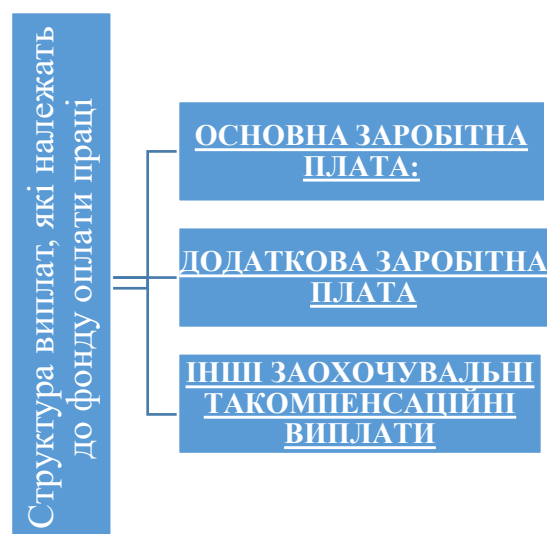 Структура виплат, які належать
до фонду оплати праці
ОСНОВНА ЗАРОБІТНА
ПЛАТА:
ДОДАТКОВА ЗАРОБІТНА
ПЛАТА
ІНШІ ЗАОХОЧУВАЛЬНІ
ТАКОМПЕНСАЦІЙНІ
ВИПЛАТИ